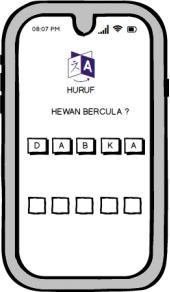 08:07 PM
A
HURUF
HEWAN BERCULA ?
D A B K A